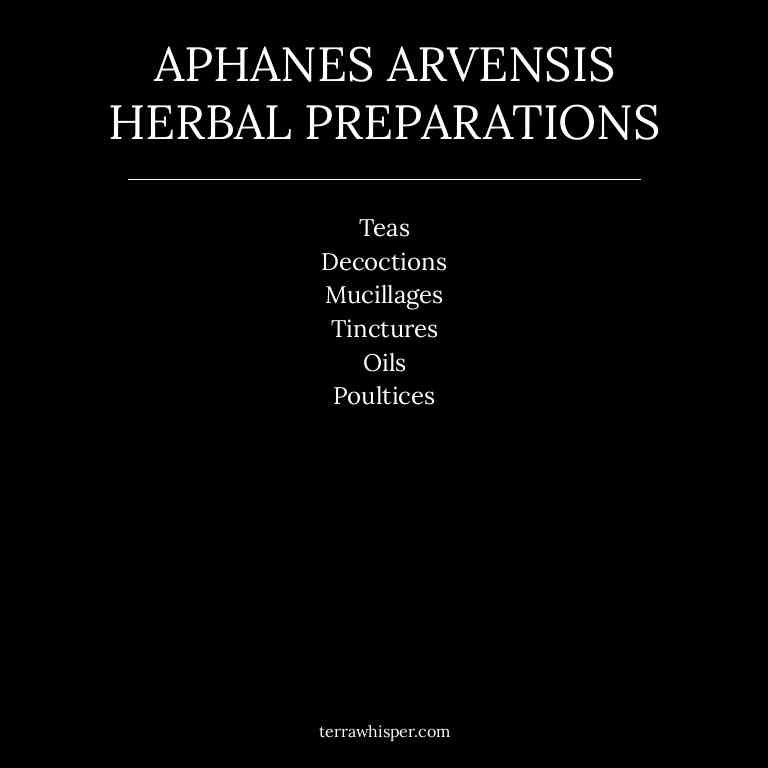 APHANES ARVENSIS
HERBAL PREPARATIONS
Teas
Decoctions
Mucillages
Tinctures
Oils
Poultices
terrawhisper.com